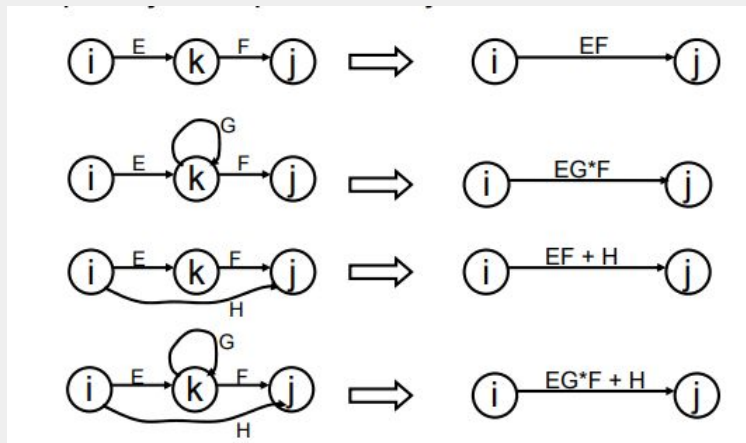 i E k F j i EF j
G
i E k F j i EG*F j
i E k F j i EF + H j
H
G
i E k F j i EG*F + H j
H